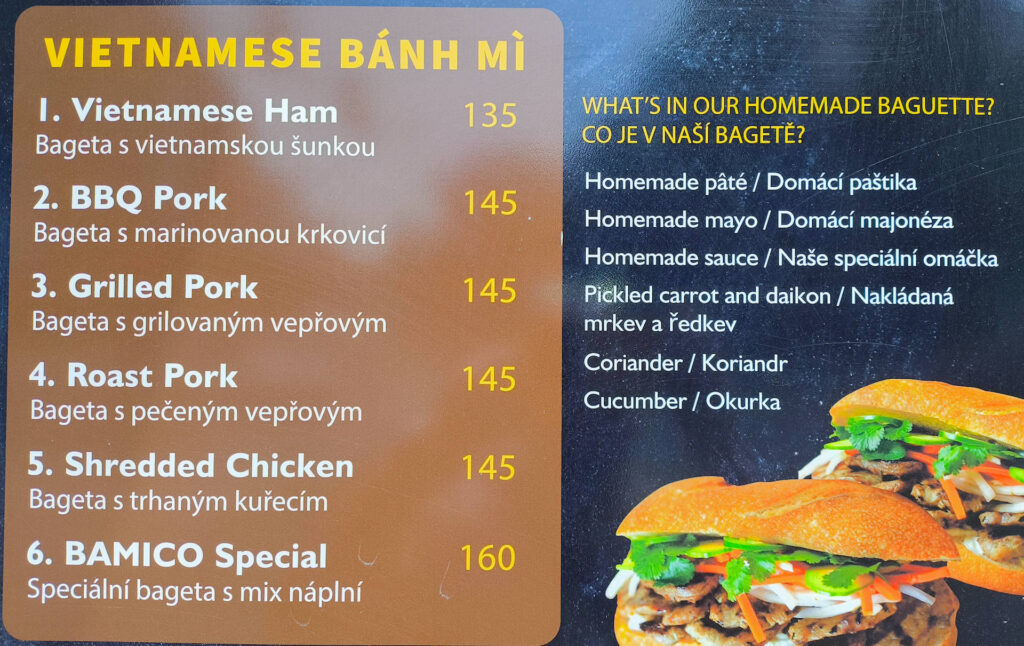 VIETNAMESE BÁNH MÌ
1. Vietnamese Ham 135
Bageta s vietnamskou šunkou
2. BBQ Pork 145
Bageta s marinovanou krkovicí
3. Grilled Pork 145
Bageta s grilovaným vepřovým
4. Roast Pork 145
Bageta s pečeným vepřovým
5. Shredded Chicken 145
Bageta s trhaným kuřecím
6. BAMICO Special 160
Speciální bageta s mix náplní
WHAT'S IN OUR HOMEMADE BAGUETTE?
CO JE V NAŠÍ BAGETĚ?
Homemade pâté / Domácí paštika
Homemade mayo / Domácí majonéza
Homemade sauce / Naše speciální omáčka
Pickled carrot and daikon / Nakládaná
mrkev a ředkev
Coriander / Koriandr
Cucumber / Okurka